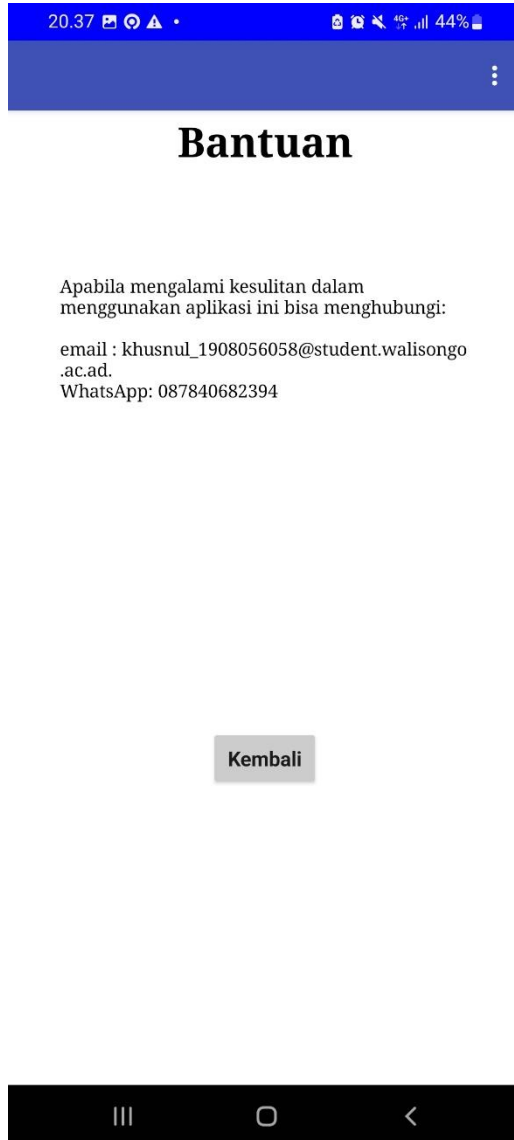 20.37
4G+
44%
Bantuan
Apabila mengalami kesulitan dalam
menggunakan aplikasi ini bisa menghubungi:
email : khusnul_1908056058@student.walisongo
.ac.ad.
WhatsApp: 087840682394
Kembali